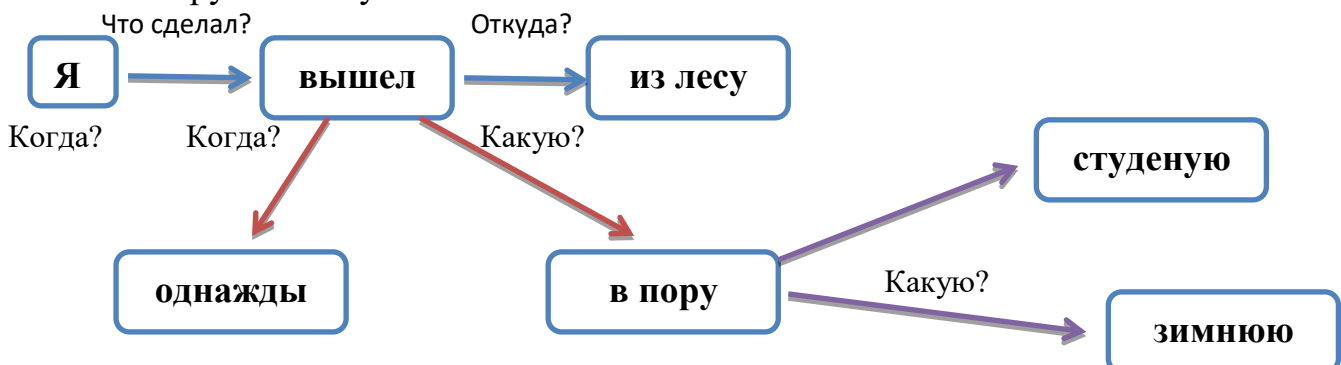 Что сделал? Откуда?
Я вышел из лесу
Когда? Когда? Какую?
студеную
однажды в пору Какую?
зимнюю